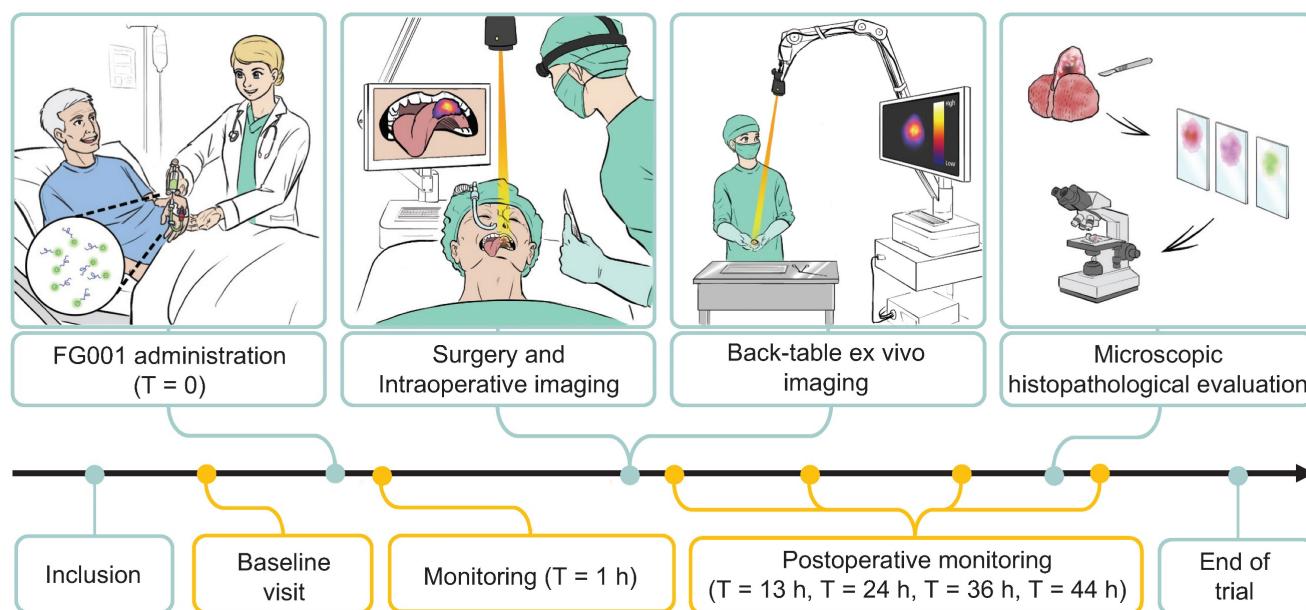 High
Low
FG001 administration
(T = 0)
Surgery and
Intraoperative imaging
Back-table ex vivo
imaging
Microscopic
histopathological evaluation
Inclusion
Baseline
visit
Monitoring (T = 1 h)
Postoperative monitoring
(T = 13 h, T = 24 h, T = 36 h, T = 44 h)
End of
trial